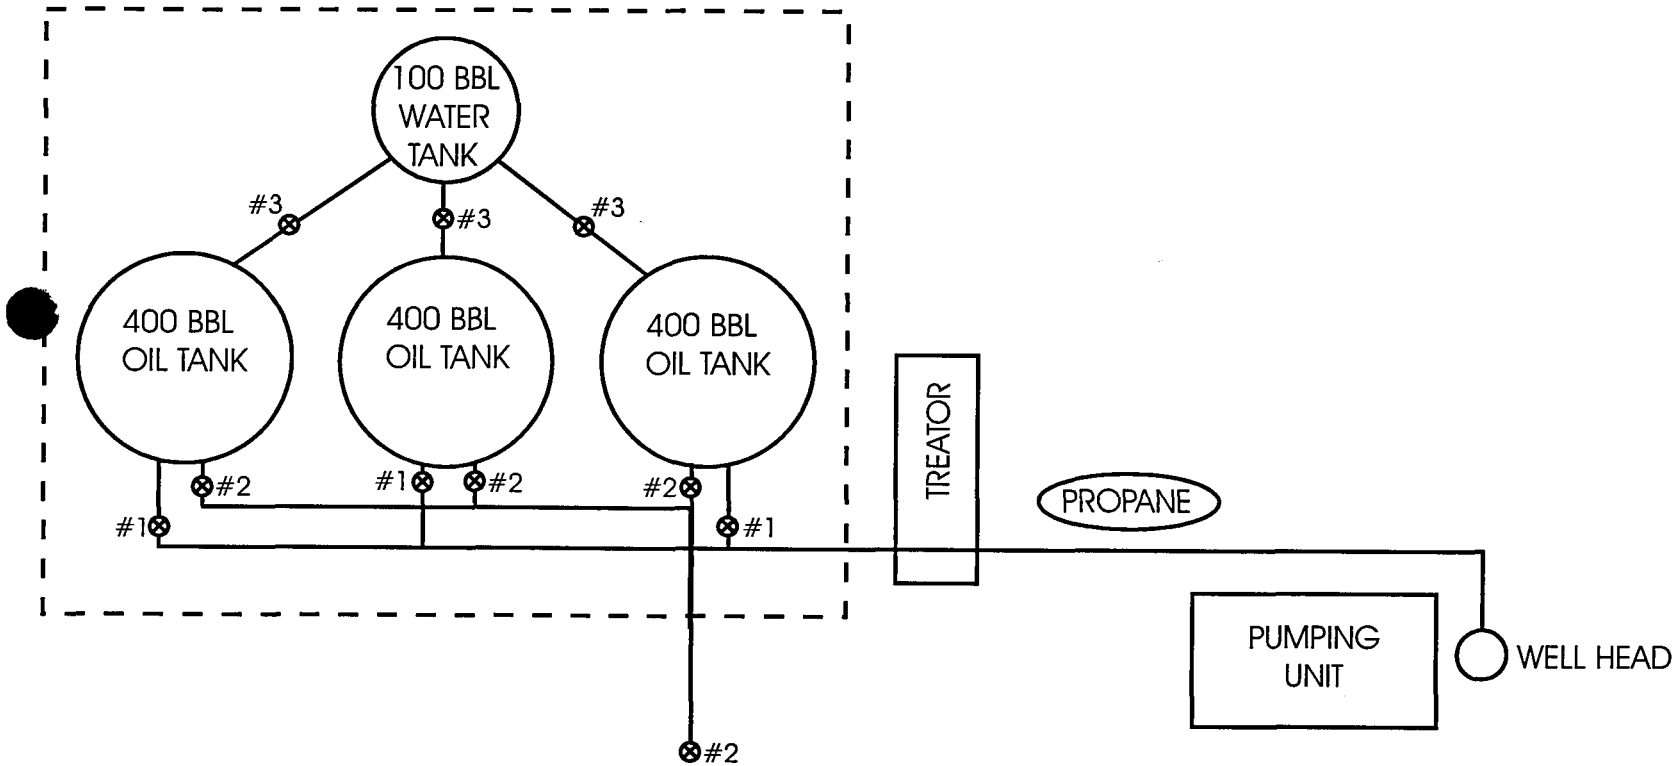 100 BBL
WATER
TANK
#3
#3
#3
400 BBL
OIL TANK
400 BBL
OIL TANK
400 BBL
OIL TANK
TREATOR
PROPANE
#2
#1
#2
#2
#1
#1
PUMPING
UNIT
WELL HEAD
#2